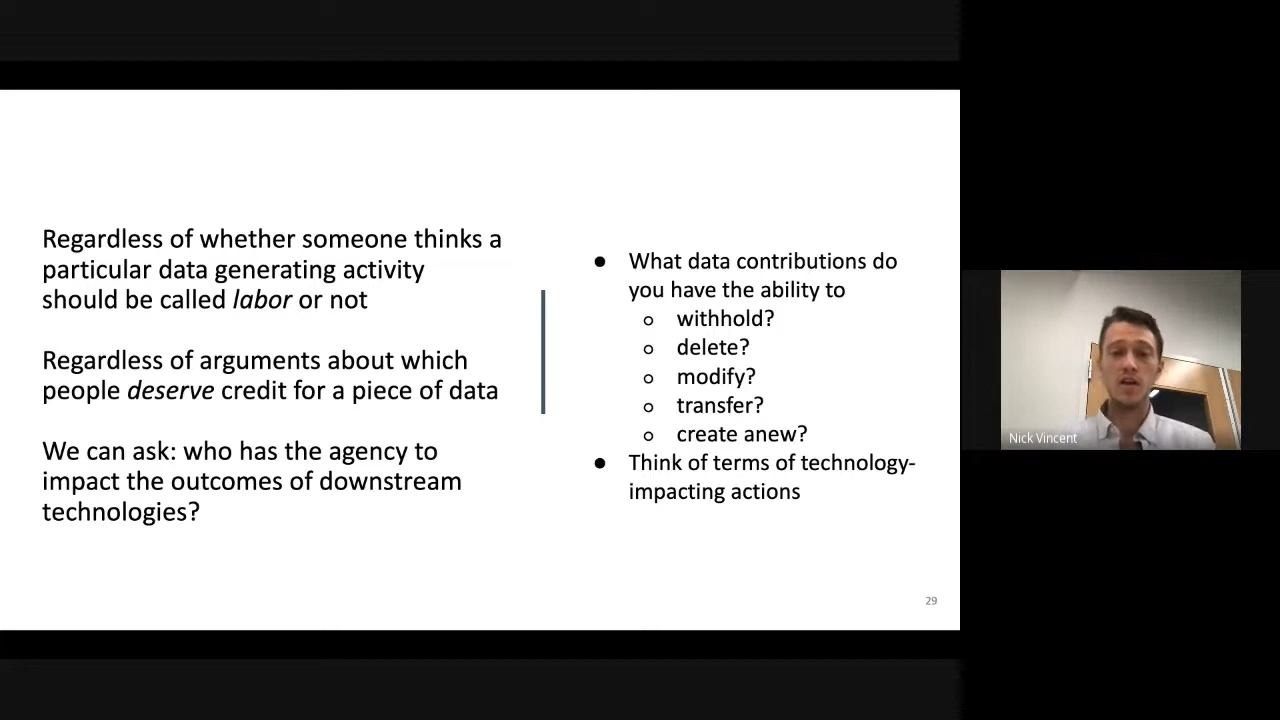 Regardless of whether someone thinks a
particular data generating activity
should be called labor or not
Regardless of arguments about which
people deserve credit for a piece of data
We can ask: who has the agency to
impact the outcomes of downstream
technologies?
● What data contributions do
you have the ability to
○ withhold?
○ delete?
○ modify?
○ transfer?
○ create anew?
● Think of terms of technology-
impacting actions
29
Nick Vincent